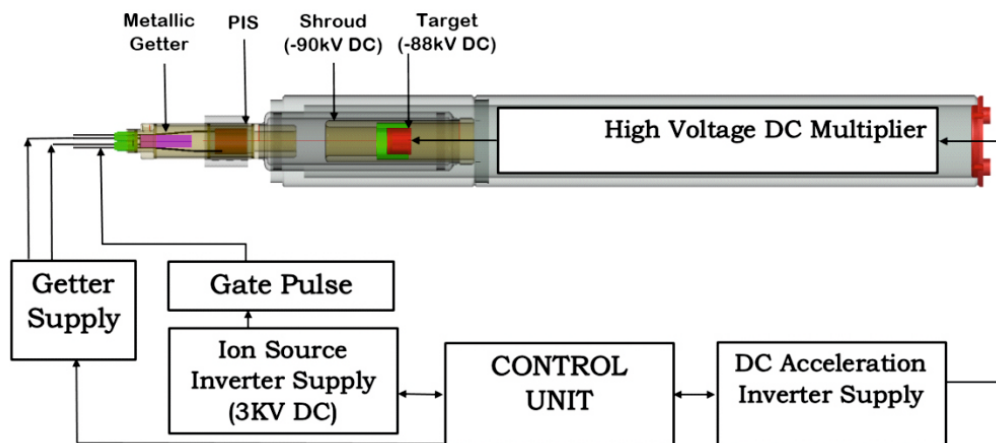 Metallic
Getter
PIS
Shroud
(-90kV DC)
Target
(-88kV DC)
High Voltage DC Multiplier
Getter
Supply
Gate Pulse
Ion Source
Inverter Supply
(3KV DC)
CONTROL
UNIT
DC Acceleration
Inverter Supply